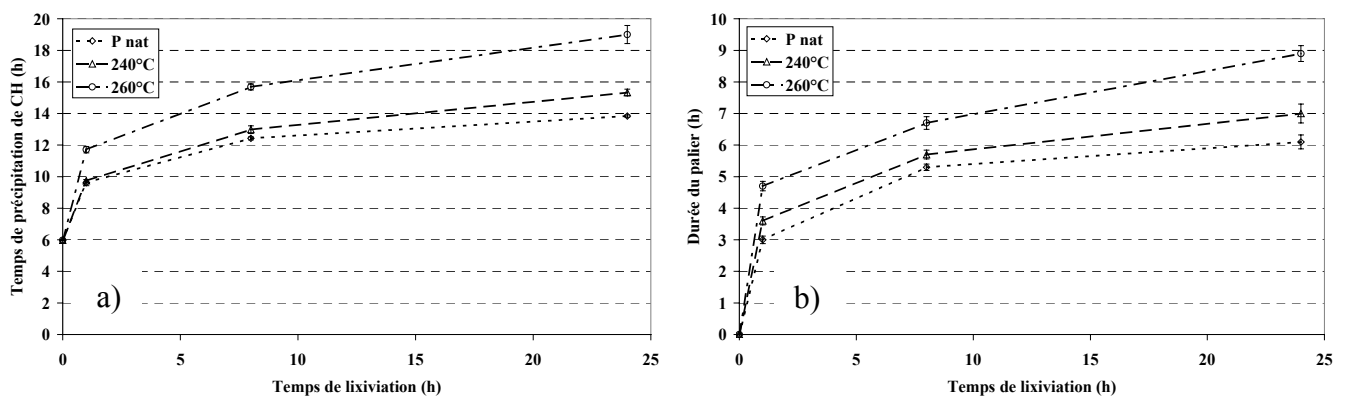 Temps de précipitation de CH (h)
20
18
16
14
12
10
8
6
4
2
0
P nat
240°C
260°C
a)
0
5
10
15
20
25
Temps de lixiviation (h)
Durée du palier (h)
10
9
8
7
6
5
4
3
2
1
0
P nat
240°C
260°C
b)
0
5
10
15
20
25
Temps de lixiviation (h)